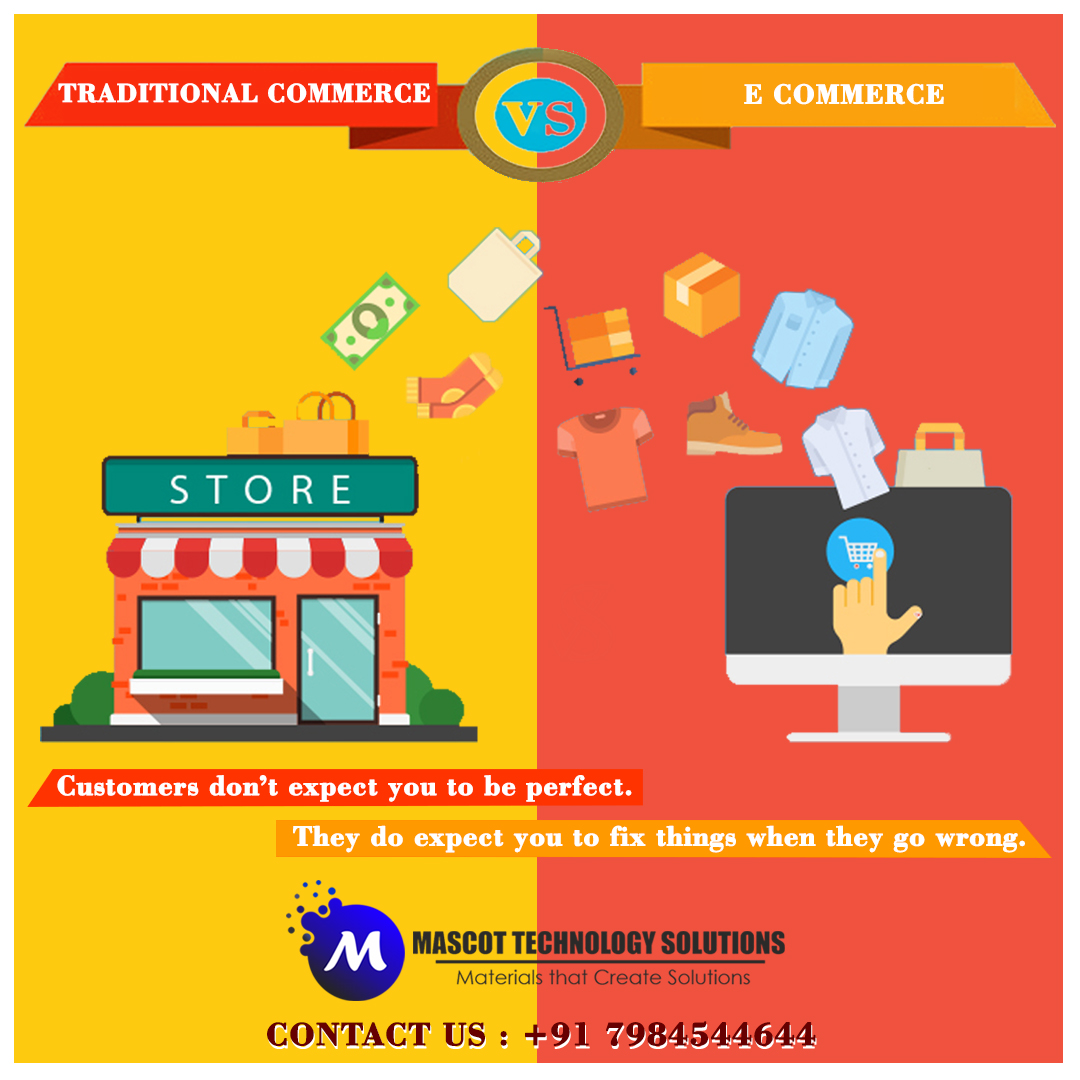 TRADITIONAL COMMERCE
VS
E COMMERCE
STORE
Customers don't expect you to be perfect.
They do expect you to fix things when they go wrong.
M
MASCOT TECHNOLOGY SOLUTIONS
Materials that Create Solutions
CONTACT US : +91 7984544644